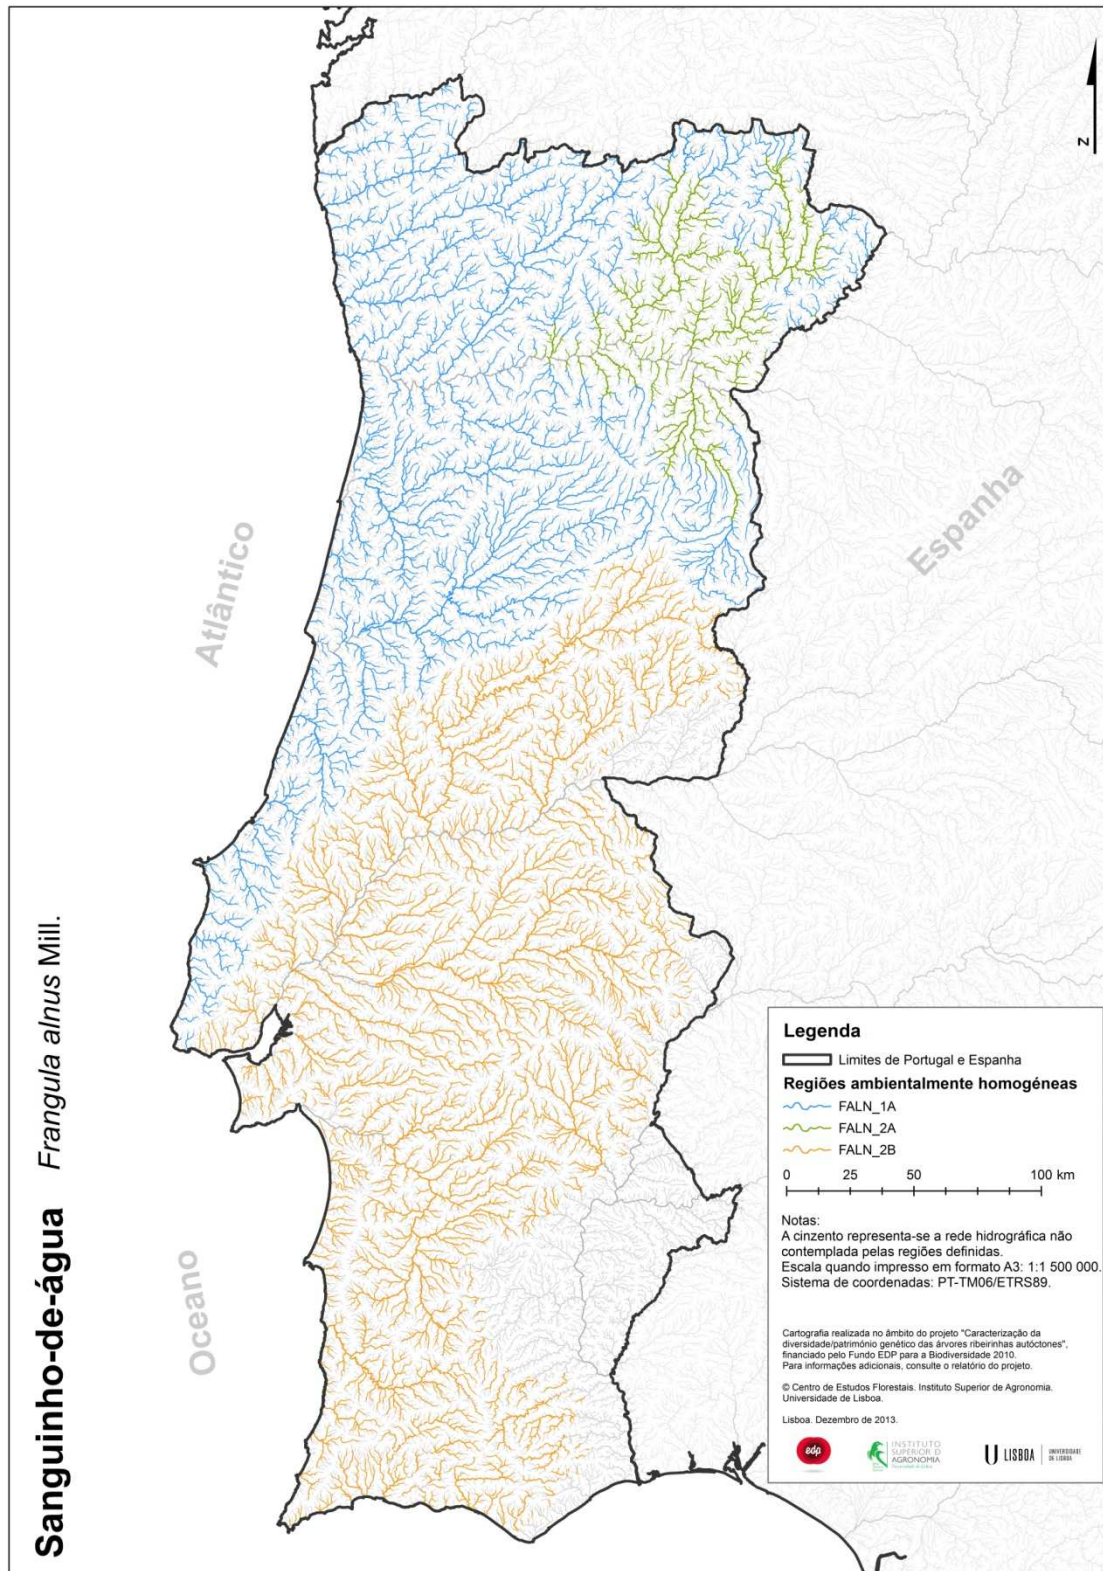 Sanguinho-de-água Frangula alnus Mill.
Atlântico
Oceano
Espanha
N
Legenda
Limites de Portugal e Espanha
Regiões ambientalmente homogéneas
FALN_1A
FALN_2A
FALN_2B
0 25 50 100 km
Notas:
A cinzento representa-se a rede hidrográfica não
contemplada pelas regiões definidas.
Escala quando impresso em formato A3: 1:1 500 000.
Sistema de coordenadas: PT-TM06/ETRS89.
Cartografia realizada no âmbito do projeto "Caracterização da
diversidade/património genético das árvores ribeirinhas autóctones",
financiado pelo Fundo EDP para a Biodiversidade 2010.
Para informações adicionais, consulte o relatório do projeto.
© Centro de Estudos Florestais. Instituto Superior de Agronomia.
Universidade de Lisboa.
Lisboa. Dezembro de 2013.
edp
INSTITUTO
SUPERIOR D
AGRONOMIA
U LISBOA
UNIVERSIDADE
DE LISBOA